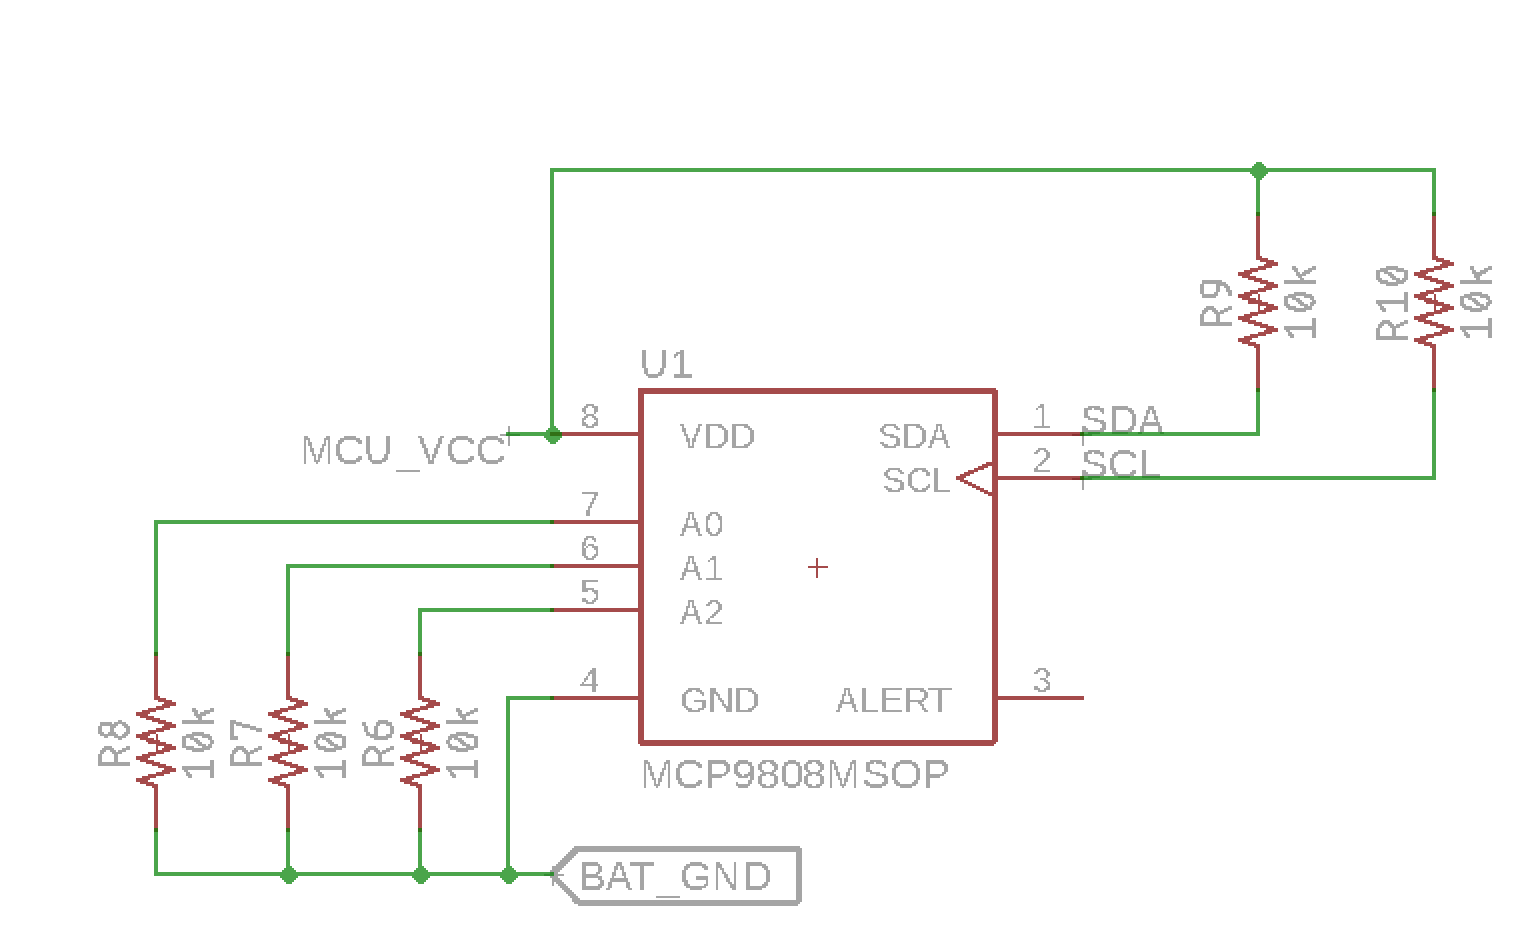 R9
10k
R10
10k
U1
MCU_VCC
8
VDD
SDA
1
SDA
SCL
2
SCL
7
A0
6
A1
5
A2
4
GND
ALERT
3
R8
10k
R7
10k
R6
10k
MCP9808MSOP
BAT_GND